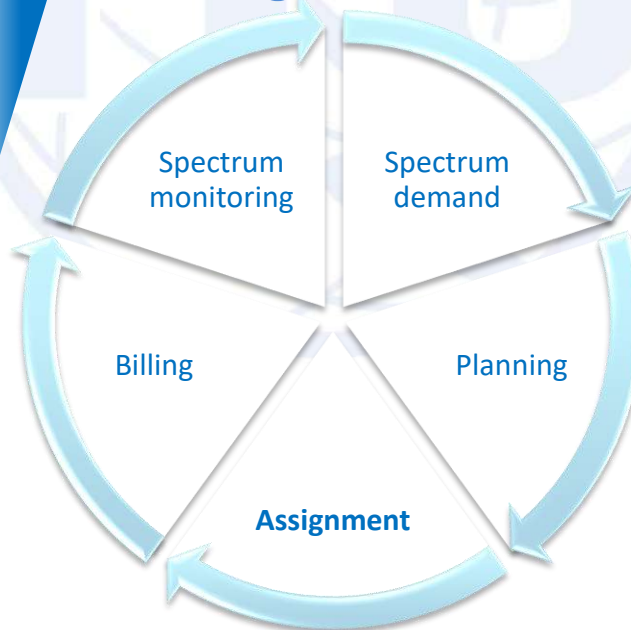 Spectrum
monitoring
Spectrum
demand
Billing
Planning
Assignment